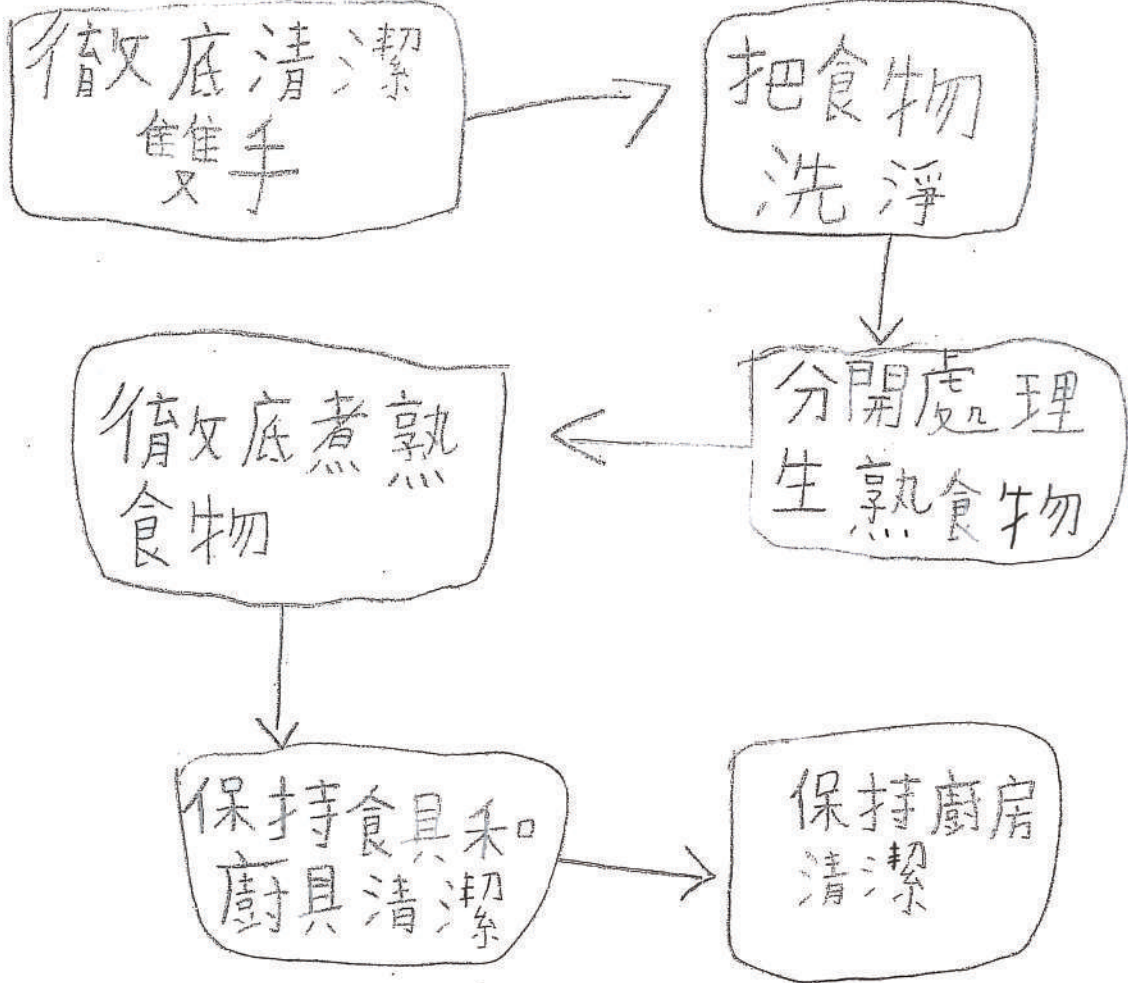 徹底清潔
雙手
把食物
洗淨
分開處理
生熟食物
徹底煮熟
食物
保持食具和
廚具清潔
保持廚房
清潔